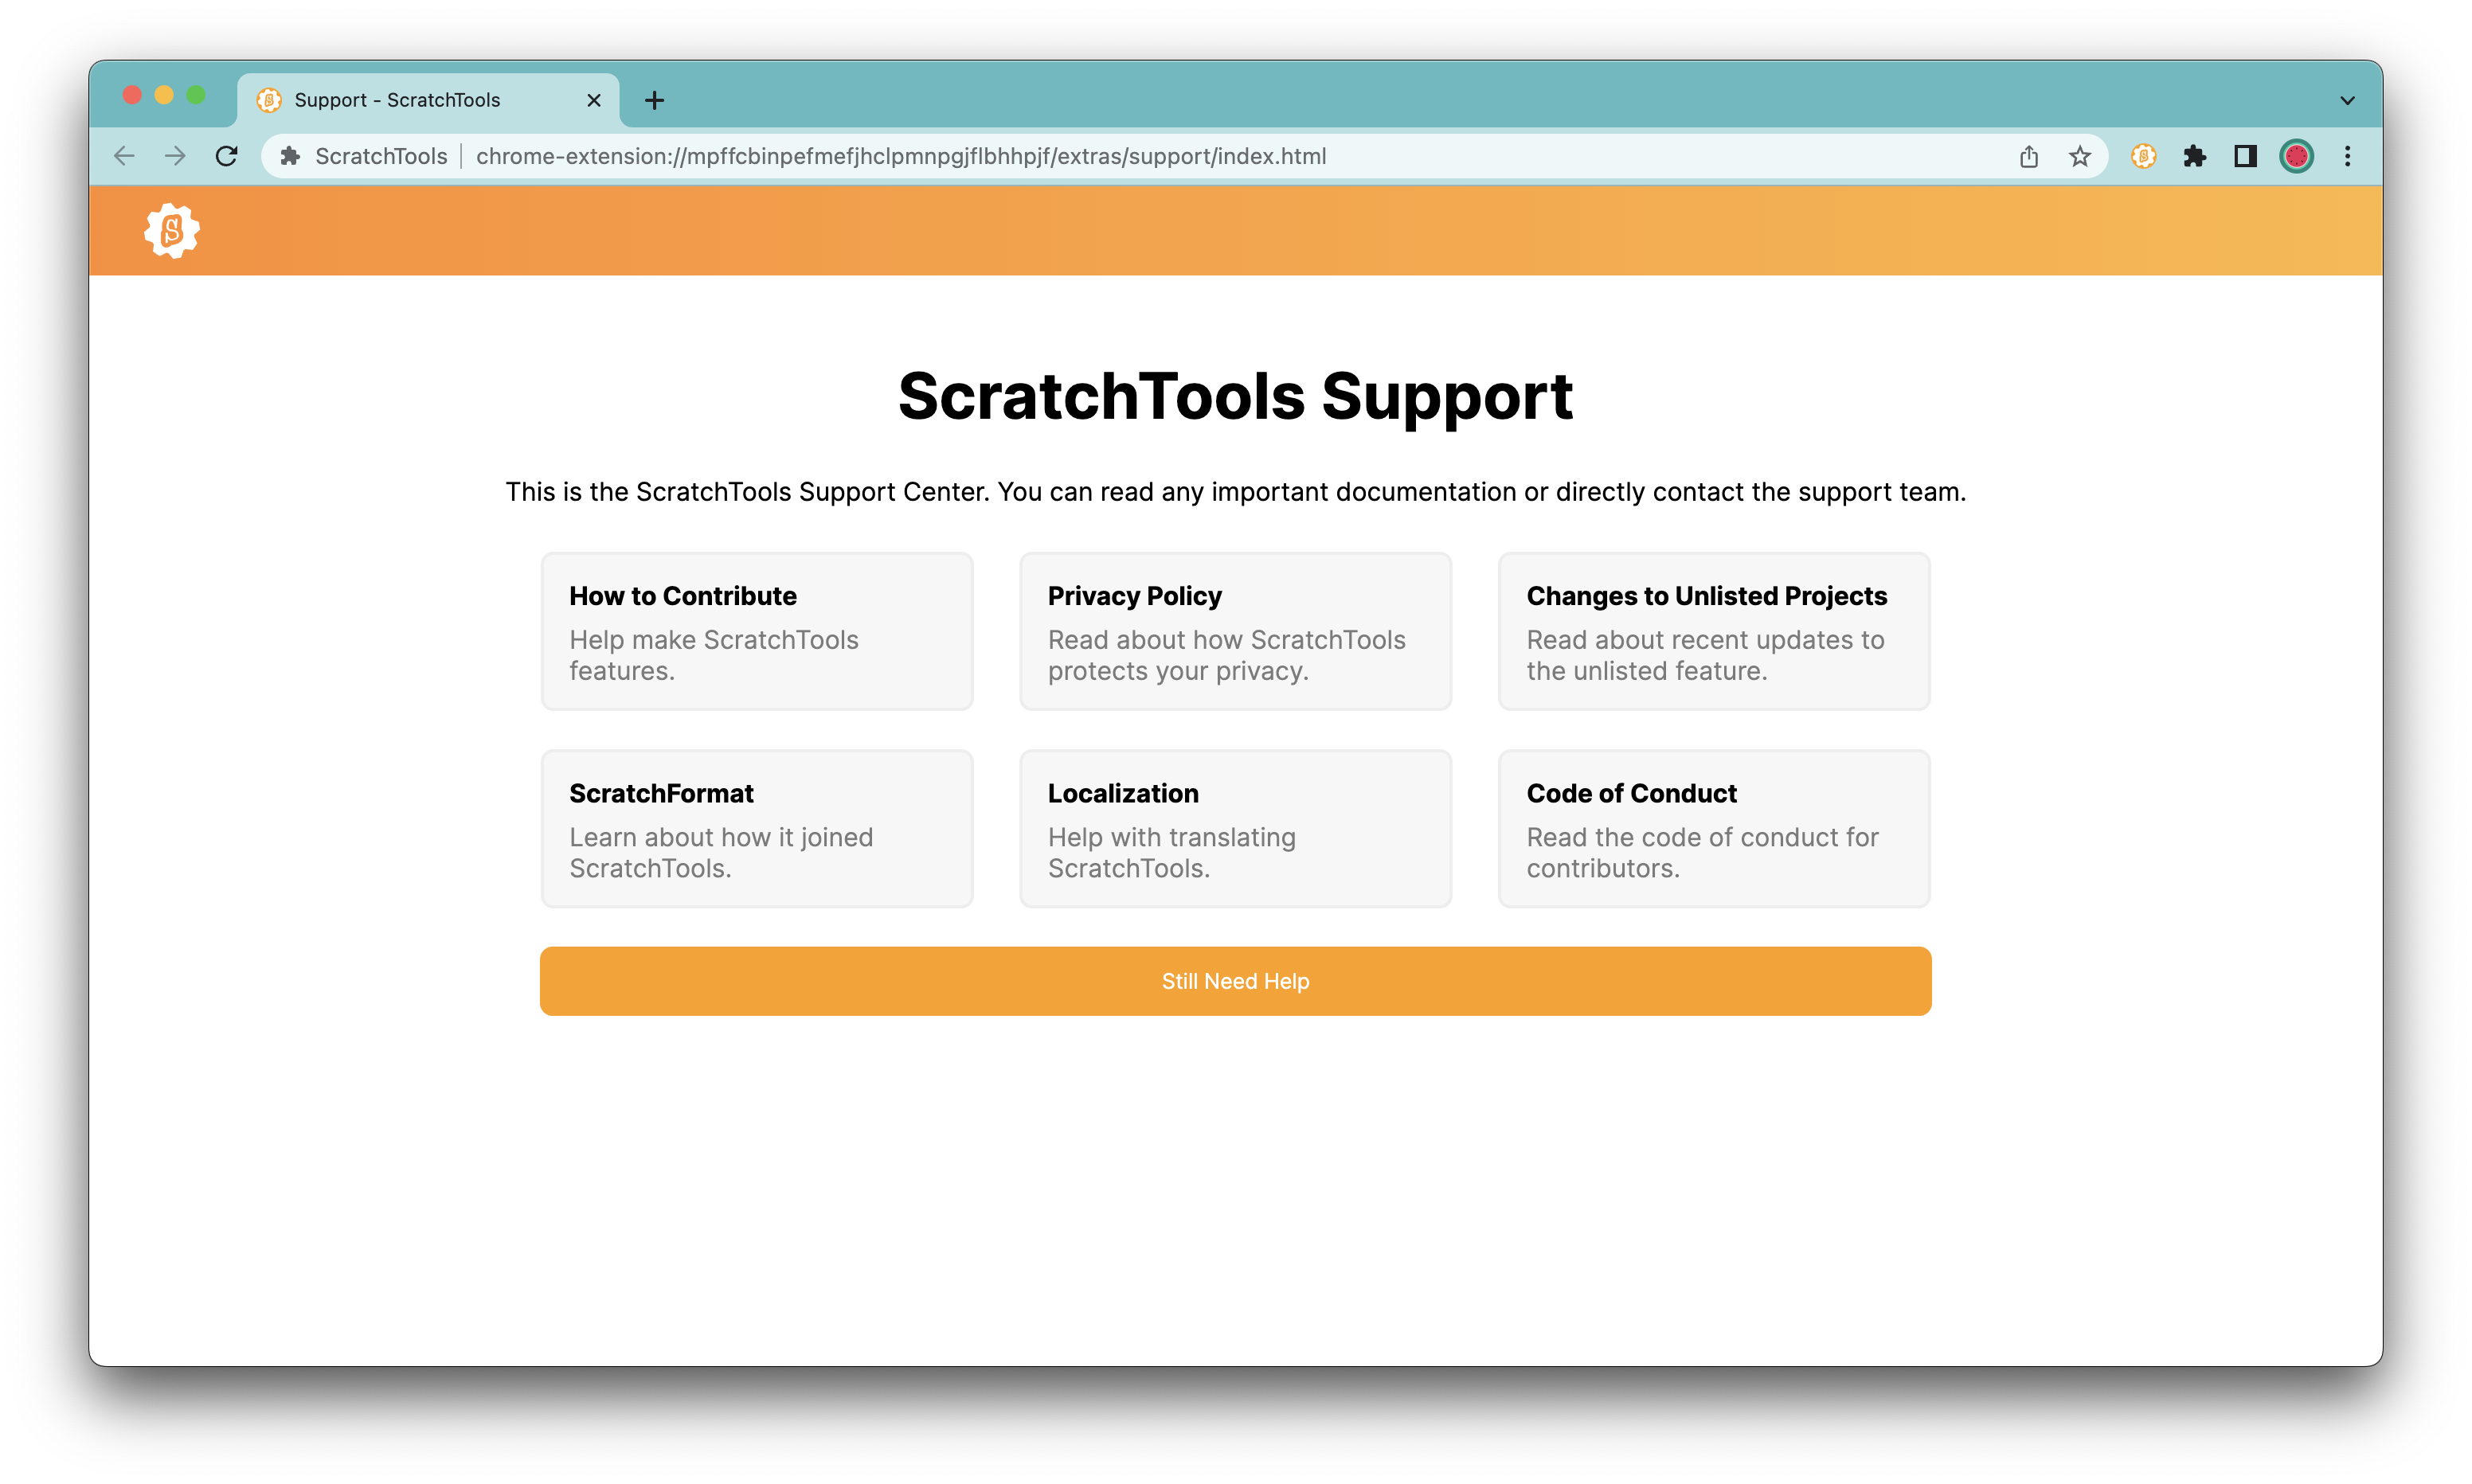 Support - ScratchTools
ScratchTools | chrome-extension://mpffcbinpefmefjhclpmnpgjflbhhpjf/extras/support/index.html
S
ScratchTools Support
This is the ScratchTools Support Center. You can read any important documentation or directly contact the support team.
How to Contribute
Help make ScratchTools
features.
Privacy Policy
Read about how ScratchTools
protects your privacy.
Changes to Unlisted Projects
Read about recent updates to
the unlisted feature.
ScratchFormat
Learn about how it joined
ScratchTools.
Localization
Help with translating
ScratchTools.
Code of Conduct
Read the code of conduct for
contributors.
Still Need Help